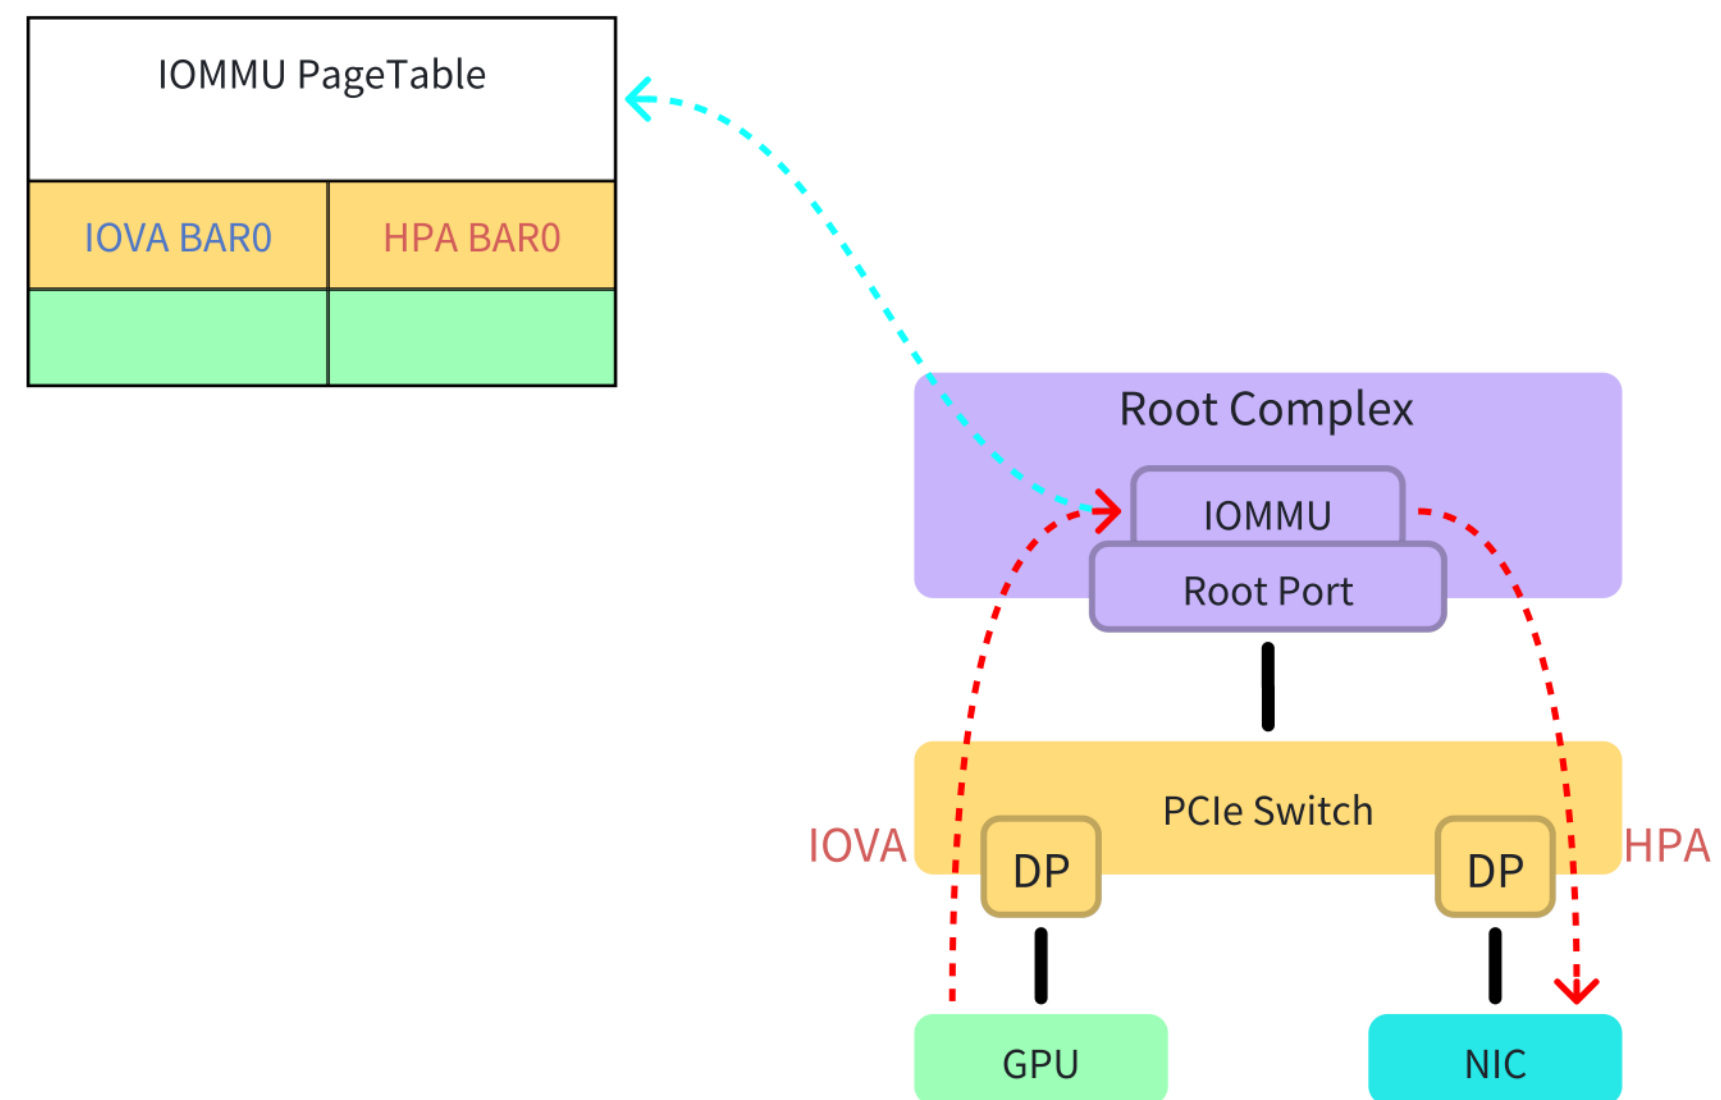 IOMMU PageTable
IOVA BAR0
HPA BAR0
Root Complex
IOMMU
Root Port
PCIe Switch
IOVA
DP
DP
HPA
GPU
NIC